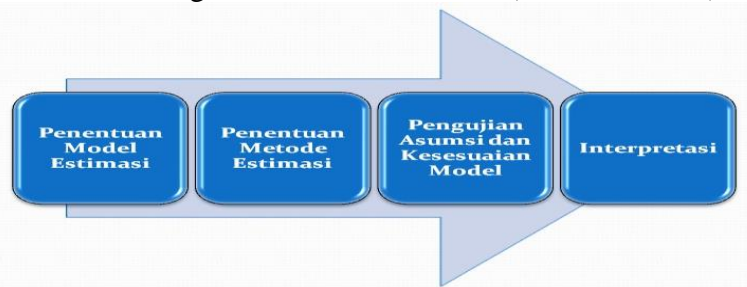 Penentuan
Model
Estimasi
Penentuan
Metode
Estimasi
Pengujian
Asumsi dan
Kesesuaian
Model
Interpretasi